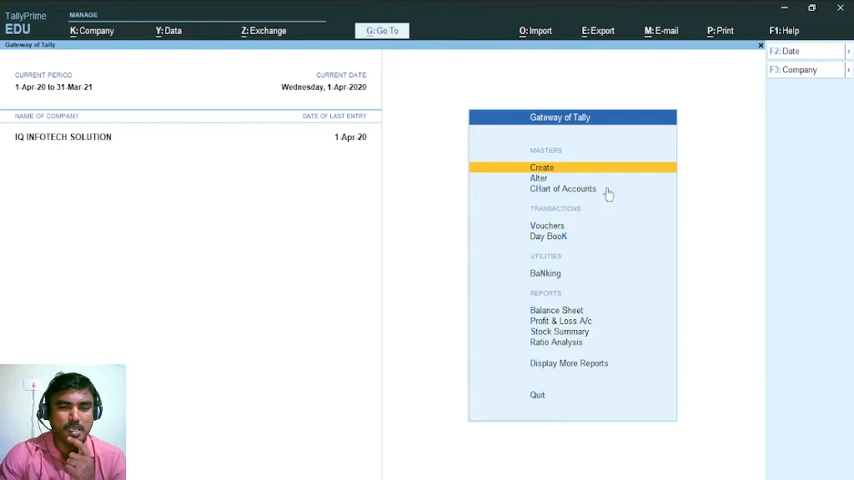 TallyPrime
EDU
MANAGE
K: Company
Y: Data
Z: Exchange
G: Go To
O: Import
E: Export
M: E-mail
P: Print
F1: Help
Gateway of Tally
F2: Date
F3: Company
CURRENT PERIOD
CURRENT DATE
1-Apr-20 to 31-Mar-21
Wednesday, 1-Apr-2020
NAME OF COMPANY
DATE OF LAST ENTRY
IQ INFOTECH SOLUTION
1-Apr-20
Gateway of Tally
MASTERS
Create
Alter
CHart of Accounts
TRANSACTIONS
Vouchers
Day BooK
UTILITIES
BaNking
REPORTS
Balance Sheet
Profit & Loss A/c
Stock Summary
Ratio Analysis
Display More Reports
Quit